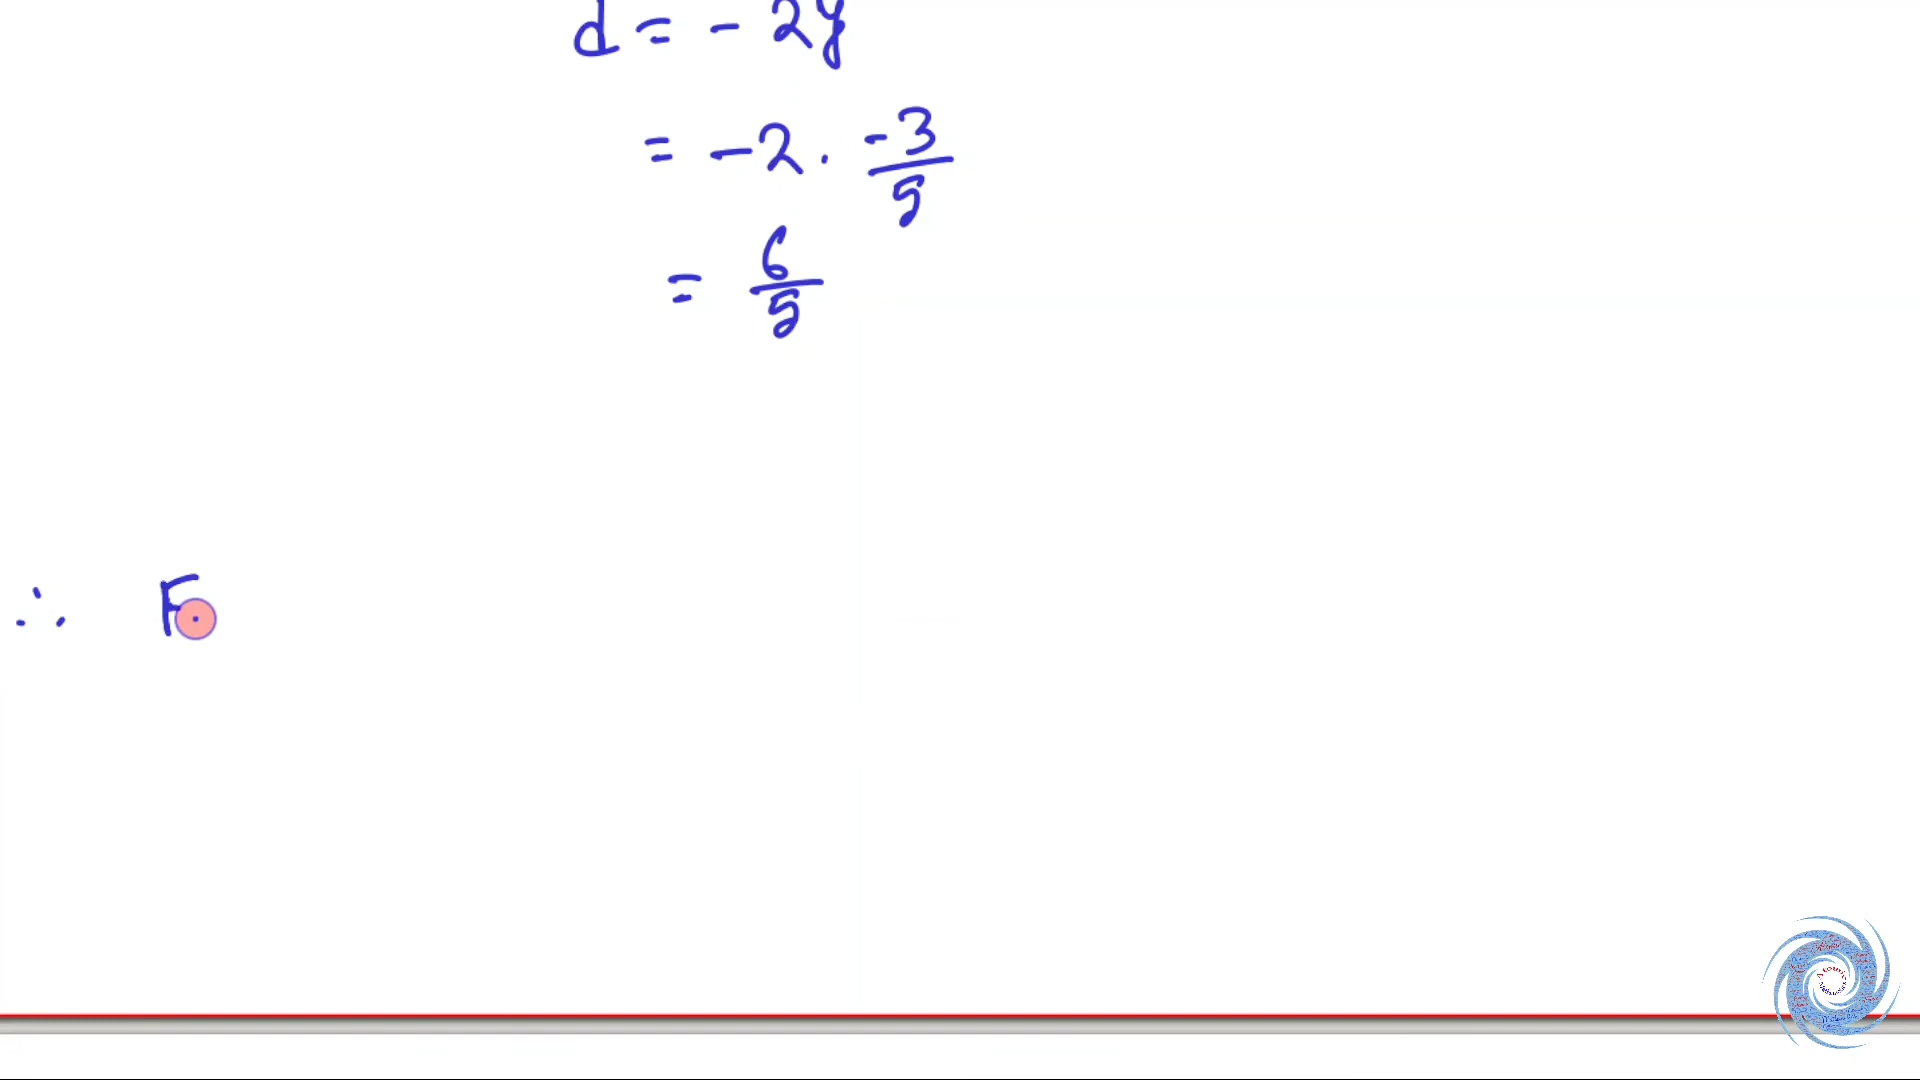 d = - 2y
= -2 . -3/5
= 6/5
∴ F